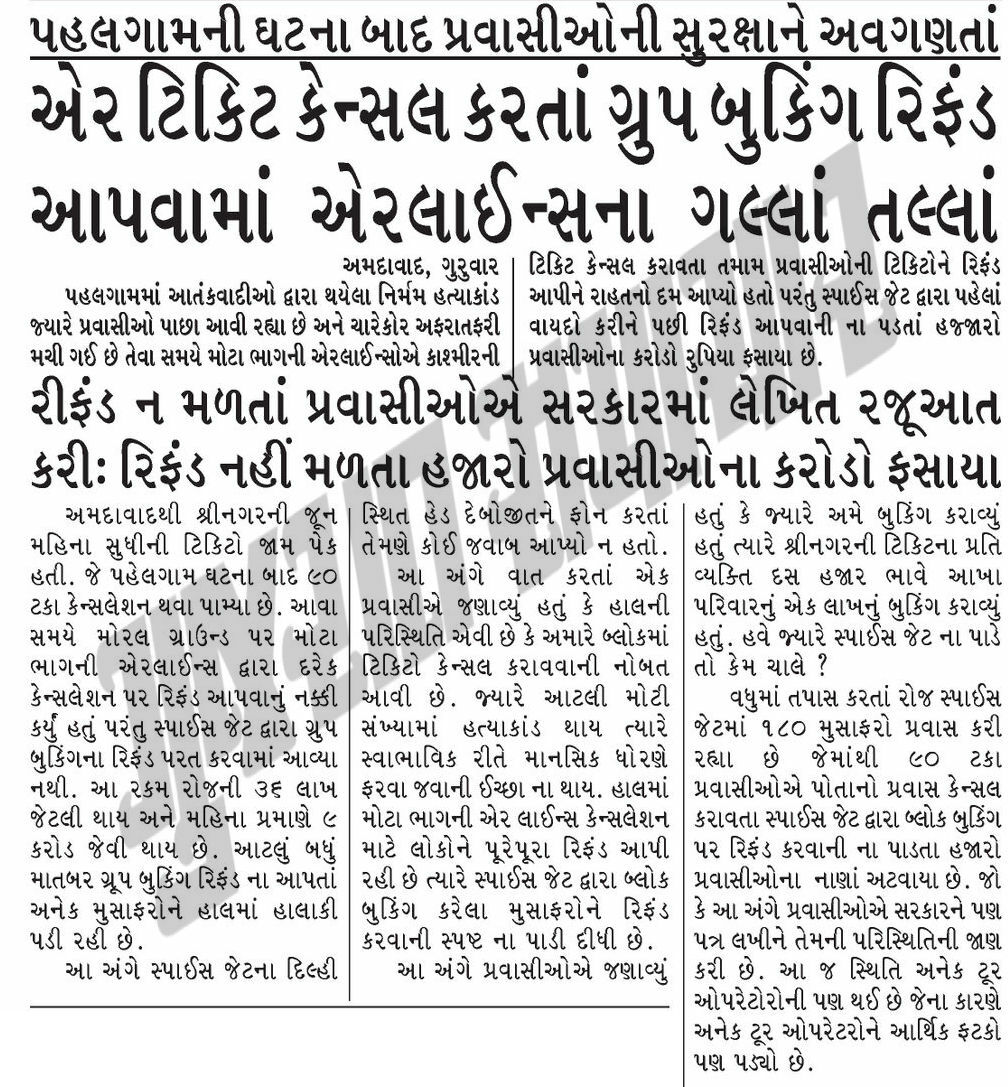 પહલગામની ઘટના બાદ પ્રવાસીઓની સુરક્ષાને અવગણતાં
એર ટિકિટ કેન્સલ કરતાં ગ્રુપ બુકિંગ રિફંડ
આપવામાં એરલાઈન્સના ગલ્લાં તલ્લાં
અમદાવાદ, ગુરુવાર
પહલગામમાં આતંકવાદીઓ દ્વારા થયેલા નિર્મમ હત્યાકાંડ
જ્યારે પ્રવાસીઓ પાછા આવી રહ્યા છે અને ચારેકોર અફરાતફરી
મચી ગઈ છે તેવા સમયે મોટા ભાગની એરલાઈન્સોએ કાશ્મીરની
ટિકિટ કેન્સલ કરાવતા તમામ પ્રવાસીઓની ટિકિટોને રિફંડ
આપીને રાહતનો દમ આપ્યો હતો પરંતુ સ્પાઈસ જેટ દ્વારા પહેલાં
વાયદો કરીને પછી રિફંડ આપવાની ના પડતાં હજજારો
પ્રવાસીઓના કરોડો રુપિયા ફસાયા છે.
રીફંડ ન મળતાં પ્રવાસીઓએ સરકારમાં લેખિત રજૂઆત
કરી: રિફંડ નહીં મળતા હજારો પ્રવાસીઓના કરોડો ફસાયા
અમદાવાદથી શ્રીનગરની જૂન
મહિના સુધીની ટિકિટો જામ પેક
હતી. જે પહેલગામ ઘટના બાદ ૯૦
ટકા કેન્સલેશન થવા પામ્યા છે. આવા
સમયે મોરલ ગ્રાઉન્ડ પર મોટા
ભાગની એરલાઈન્સ દ્વારા દરેક
કેન્સલેશન પર રિફંડ આપવાનું નક્કી
કર્યું હતું પરંતુ સ્પાઈસ જેટ દ્વારા ગ્રુપ
બુકિંગના રિફંડ પરત કરવામાં આવ્યા
નથી. આ રકમ રોજની ૩૬ લાખ
જેટલી થાય અને મહિના પ્રમાણે ૯
કરોડ જેવી થાય છે. આટલું બધું
માતબર ગ્રૂપ બુકિંગ રિફંડ ના આપતાં
અનેક મુસાફરોને હાલમાં હાલાકી
પડી રહી છે.
આ અંગે સ્પાઈસ જેટના દિલ્હી
સ્થિત હેડ દેબોજીતને ફોન કરતાં
તેમણે કોઈ જવાબ આપ્યો ન હતો.
આ અંગે વાત કરતાં એક
પ્રવાસીએ જણાવ્યું હતું કે હાલની
પરિસ્થિતિ એવી છે કે અમારે બ્લોકમાં
ટિકિટો કેન્સલ કરાવવાની નોબત
આવી છે. જ્યારે આટલી મોટી
સંખ્યામાં હત્યાકાંડ થાય ત્યારે
સ્વાભાવિક રીતે માનસિક ધોરણે
ફરવા જવાની ઈચ્છા ના થાય. હાલમાં
મોટા ભાગની એર લાઈન્સ કેન્સલેશન
માટે લોકોને પૂરેપૂરા રિફંડ આપી
રહી છે ત્યારે સ્પાઈસ જેટ દ્વારા બ્લોક
બુકિંગ કરેલા મુસાફરોને રિફંડ
કરવાની સ્પષ્ટ ના પાડી દીધી છે.
આ અંગે પ્રવાસીઓએ જણાવ્યું
હતું કે જ્યારે અમે બુકિંગ કરાવ્યું
હતું ત્યારે શ્રીનગરની ટિકિટના પ્રતિ
વ્યક્તિ દસ હજાર ભાવે આખા
પરિવારનું એક લાખનું બુકિંગ કરાવ્યું
હતું. હવે જ્યારે સ્પાઈસ જેટ ના પાડે
તો કેમ ચાલે ?
વધુમાં તપાસ કરતાં રોજ સ્પાઈસ
જેટમાં ૧૮૦ મુસાફરો પ્રવાસ કરી
રહ્યા છે જેમાંથી ૯૦ ટકા
પ્રવાસીઓએ પોતાનો પ્રવાસ કેન્સલ
કરાવતા સ્પાઈસ જેટ દ્વારા બ્લોક બુકિંગ
પર રિફંડ કરવાની ના પાડતા હજારો
પ્રવાસીઓના નાણાં અટવાયા છે. જો
કે આ અંગે પ્રવાસીઓએ સરકારને પણ
પત્ર લખીને તેમની પરિસ્થિતિની જાણ
કરી છે. આ જ સ્થિતિ અનેક ટૂર
ઓપરેટોરોની પણ થઈ છે જેના કારણે
અનેક ટૂર ઓપરેટરોને આર્થિક ફટકો
પણ પડ્યો છે.
ગુજરાત સમાચાર